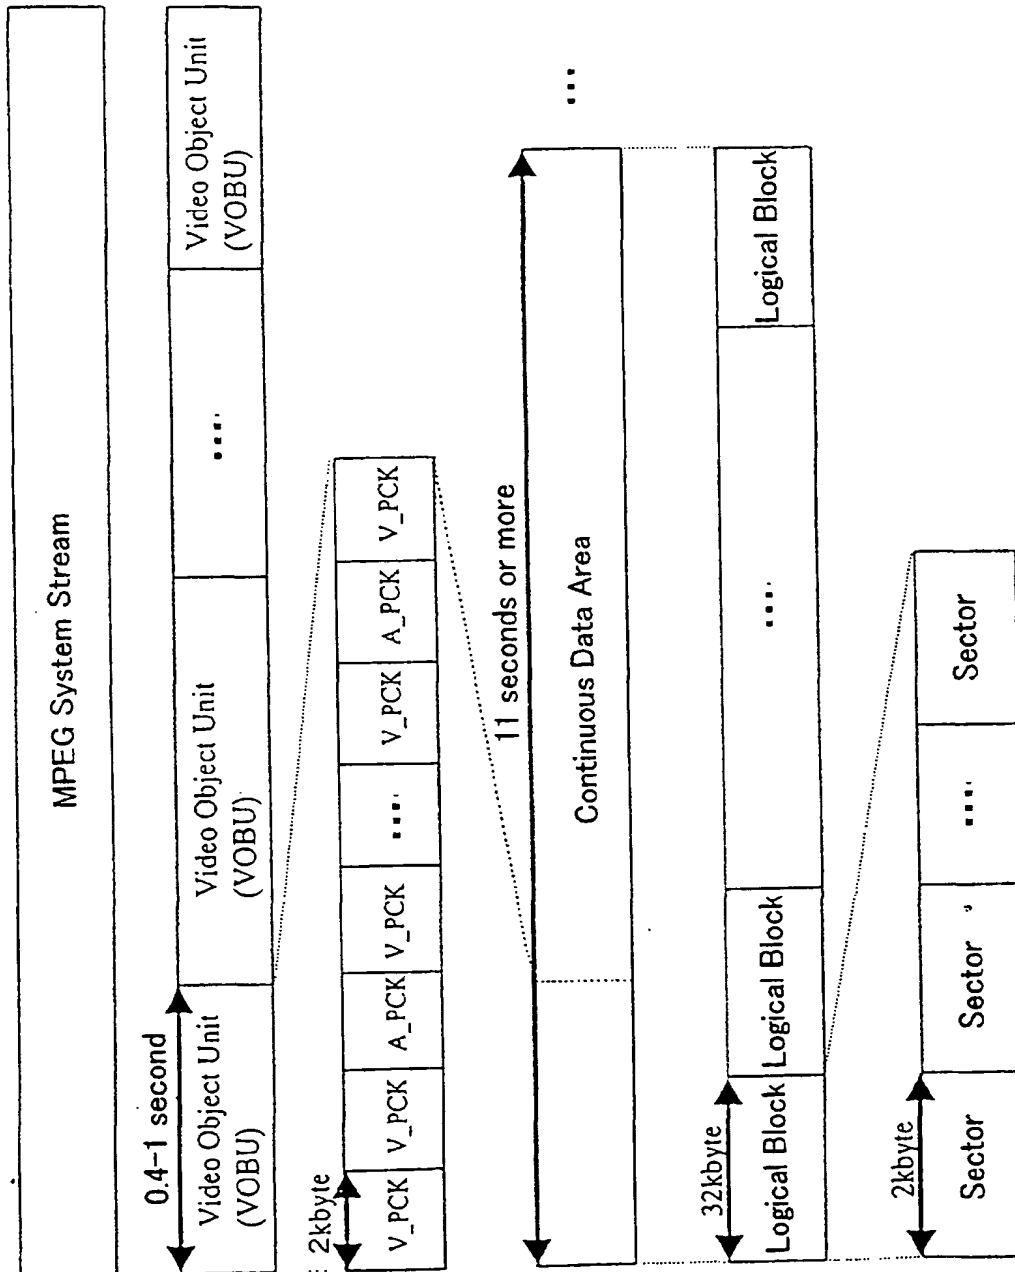 MPEG System Stream
0.4-1 second
Video Object Unit
(VOBU)
Video Object Unit
(VOBU)
....
Video Object Unit
(VOBU)
2kbyte
V_PCK
V_PCK
A_PCK
V_PCK
....
V_PCK
A_PCK
V_PCK
11 seconds or more
Continuous Data Area
...
32kbyte
Logical Block
Logical Block
....
Logical Block
2kbyte
Sector
Sector
....
Sector